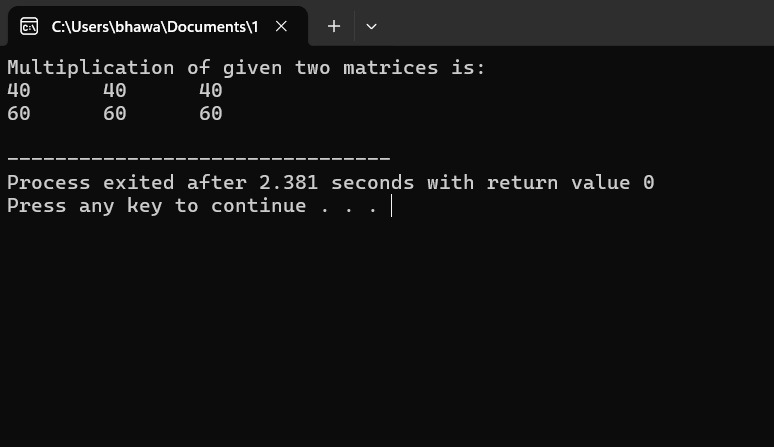 C:\Users\bhawa\Documents\1
Multiplication of given two matrices is:
40 40 40
60 60 60
--------------------------------
Process exited after 2.381 seconds with return value 0
Press any key to continue . . .